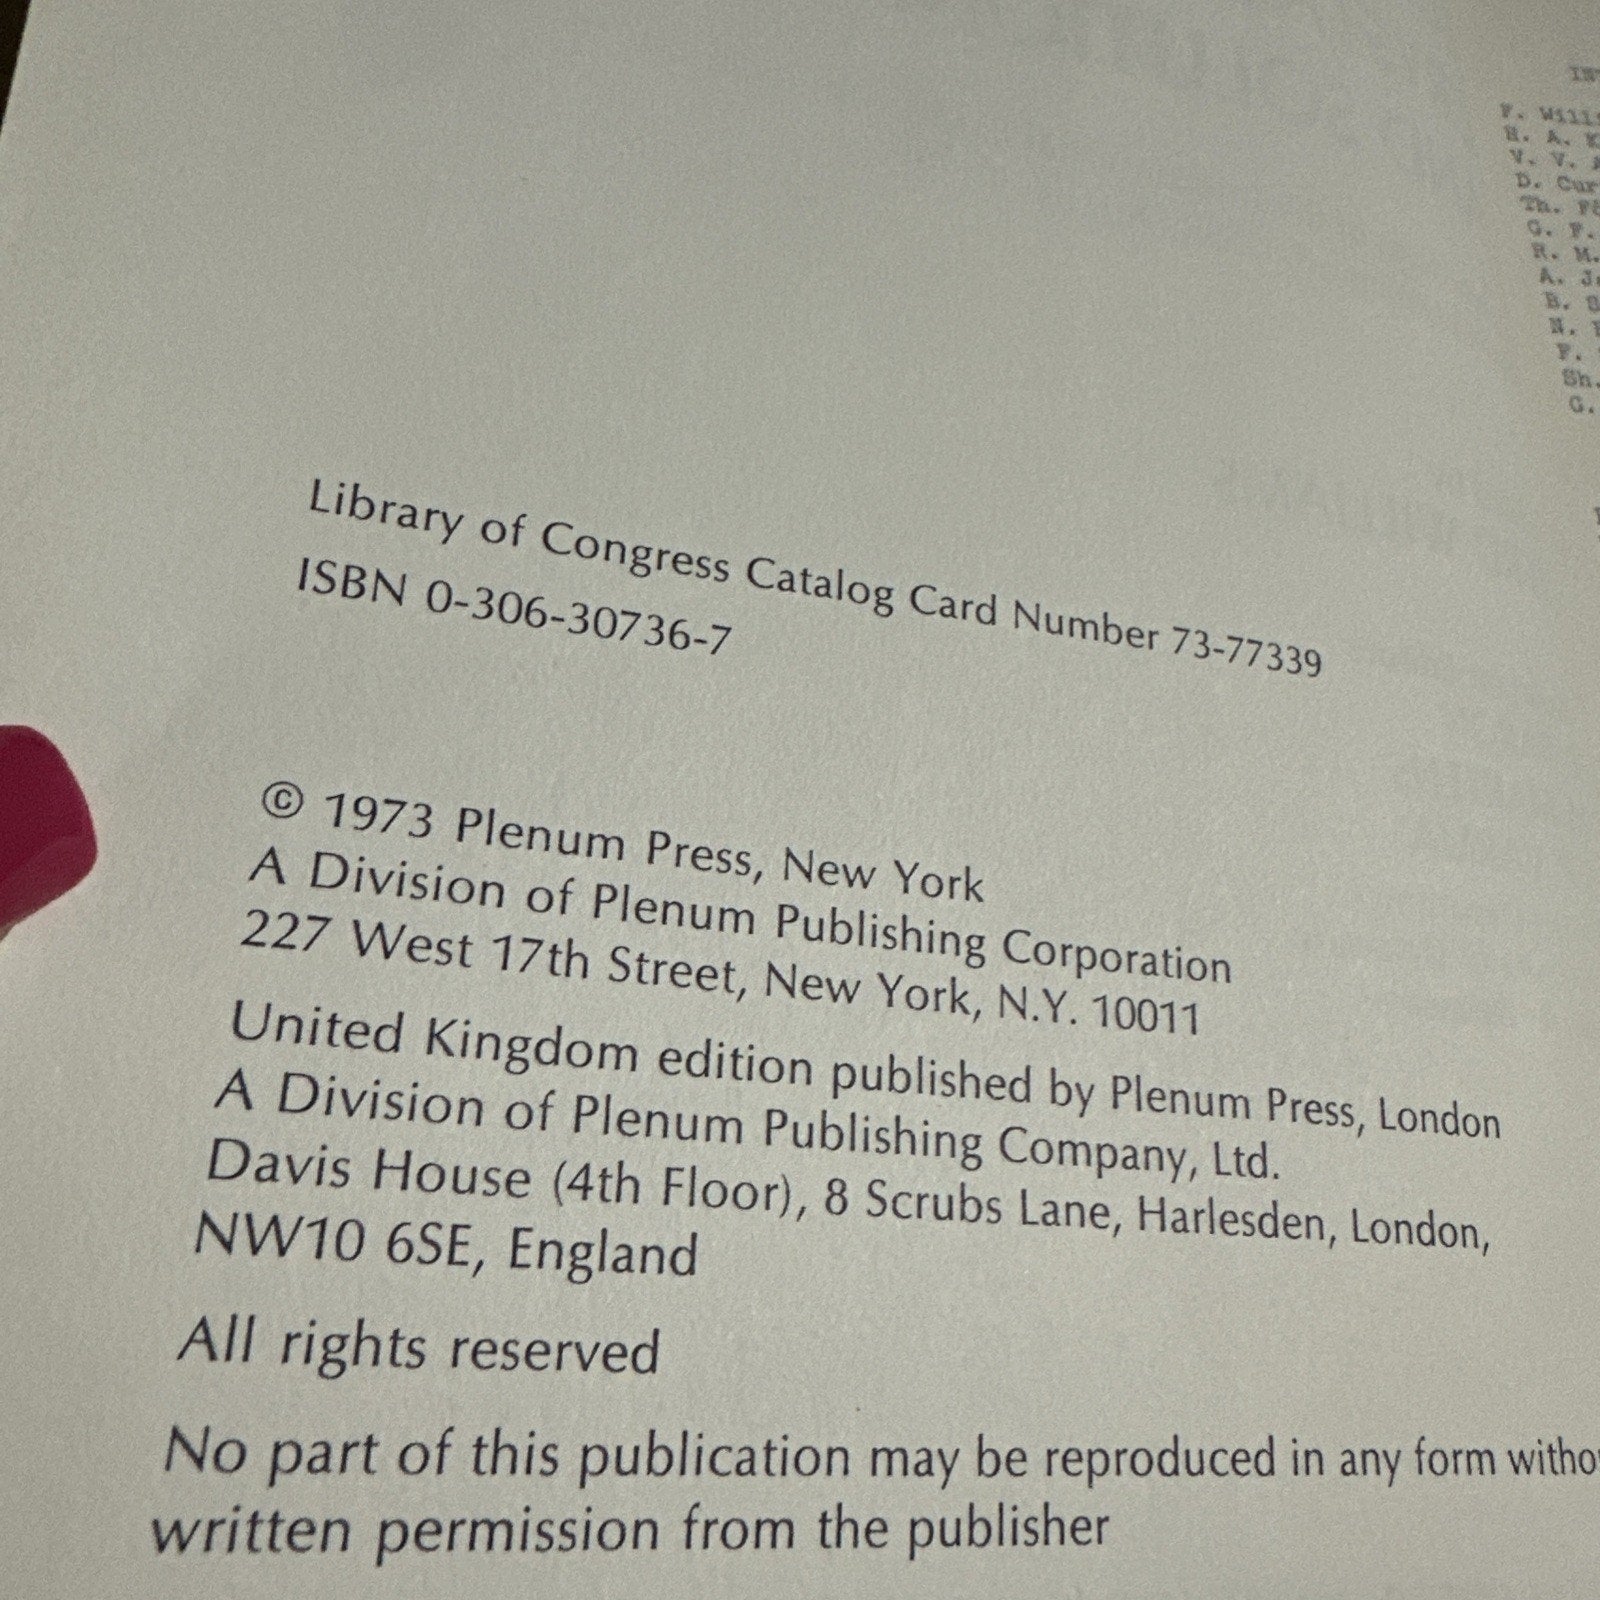 Library of Congress Catalog Card Number 73-77339
ISBN 0-306-30736-7
© 1973 Plenum Press, New York
A Division of Plenum Publishing Corporation
227 West 17th Street, New York, N.Y. 10011
United Kingdom edition published by Plenum Press, London
A Division of Plenum Publishing Company, Ltd.
Davis House (4th Floor), 8 Scrubs Lane, Harlesden, London,
NW10 6SE, England
All rights reserved
No part of this publication may be reproduced in any form
written permission from the publisher
F.
H. A.
V. V.
D.
Th.
G. F.
R. M.
A.
B.
N.
F.
Sh.
G.